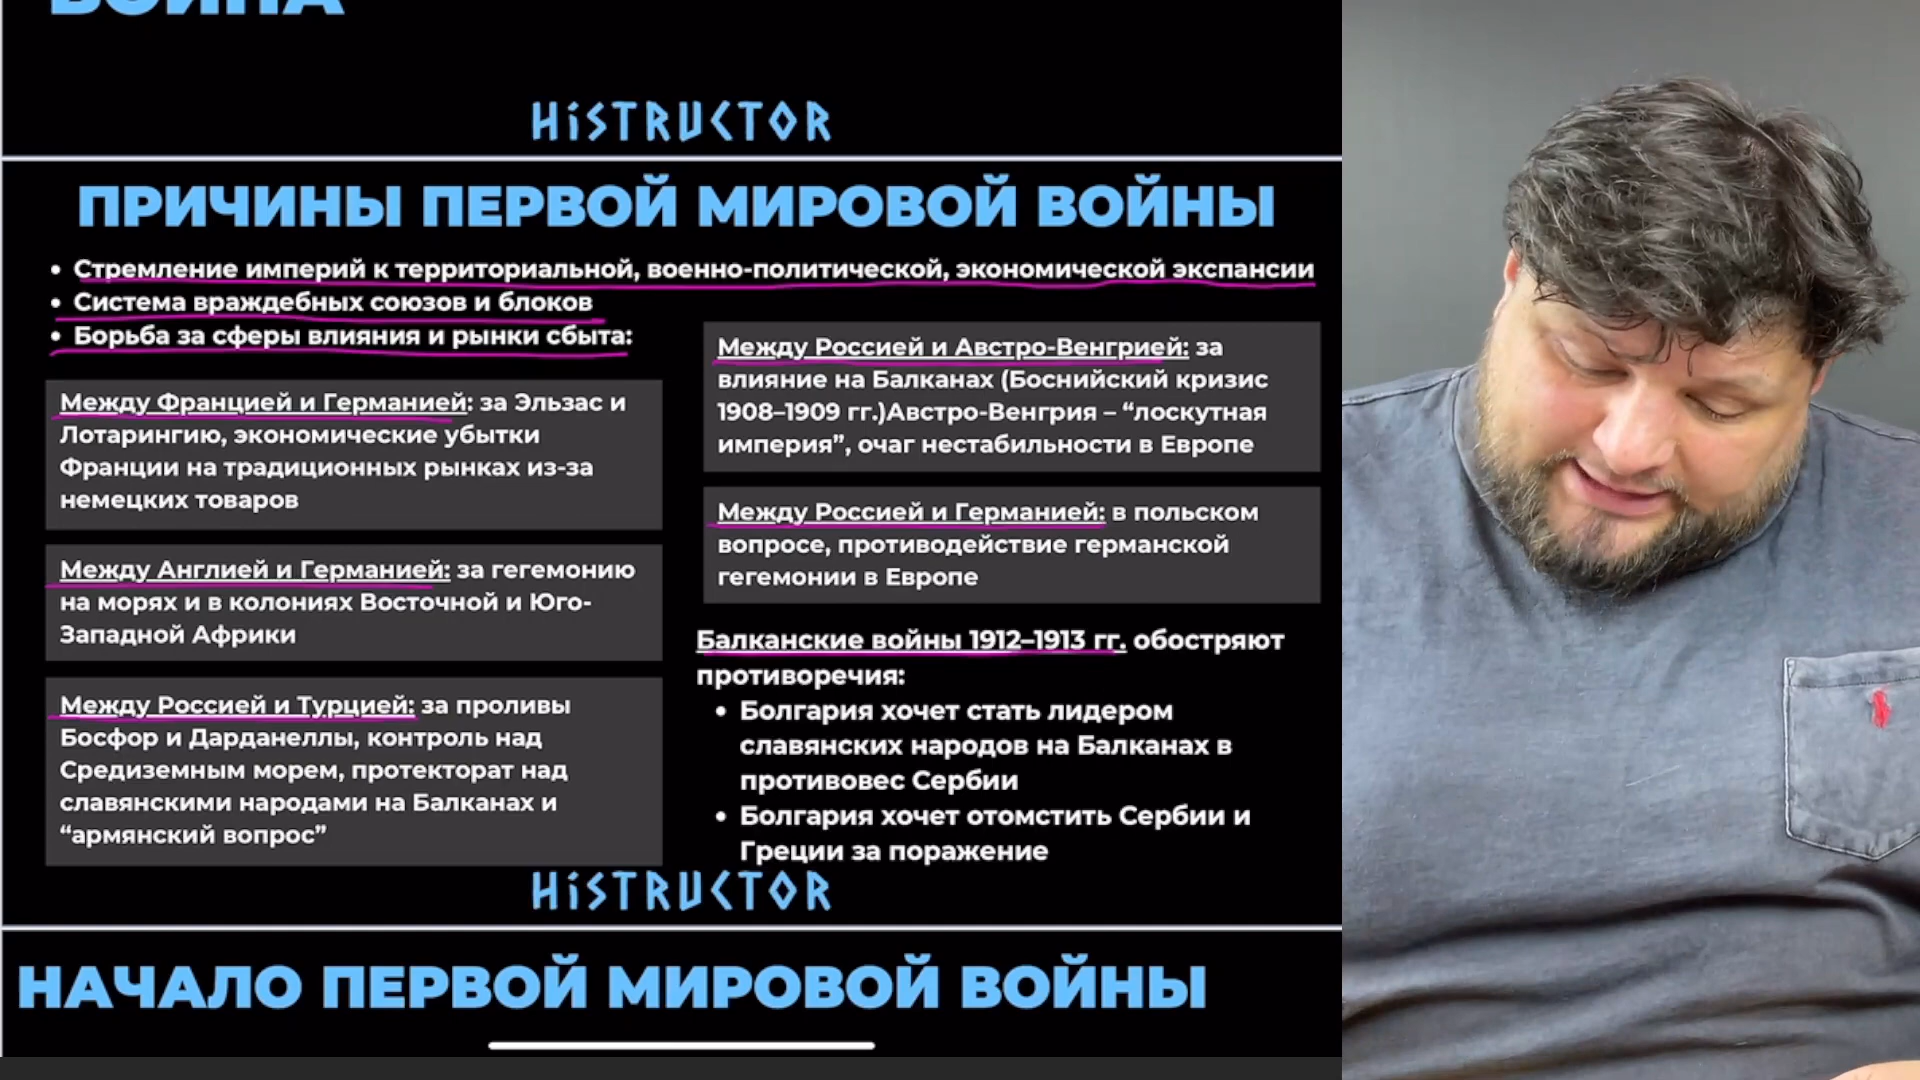 ВОЙНА
HiSTRUCTOR
ПРИЧИНЫ ПЕРВОЙ МИРОВОЙ ВОЙНЫ
• Стремление империй к территориальной, военно-политической, экономической экспансии
• Система враждебных союзов и блоков
• Борьба за сферы влияния и рынки сбыта:
Между Францией и Германией: за Эльзас и
Лотарингию, экономические убытки
Франции на традиционных рынках из-за
немецких товаров
Между Англией и Германией: за гегемонию
на морях и в колониях Восточной и Юго-
Западной Африки
Между Россией и Турцией: за проливы
Босфор и Дарданеллы, контроль над
Средиземным морем, протекторат над
славянскими народами на Балканах и
“армянский вопрос”
Между Россией и Австро-Венгрией: за
влияние на Балканах (Боснийский кризис
1908–1909 гг.)Австро-Венгрия – “лоскутная
империя”, очаг нестабильности в Европе
Между Россией и Германией: в польском
вопросе, противодействие германской
гегемонии в Европе
Балканские войны 1912–1913 гг. обостряют
противоречия:
• Болгария хочет стать лидером
славянских народов на Балканах в
противовес Сербии
• Болгария хочет отомстить Сербии и
Греции за поражение
HiSTRUCTOR
НАЧАЛО ПЕРВОЙ МИРОВОЙ ВОЙНЫ